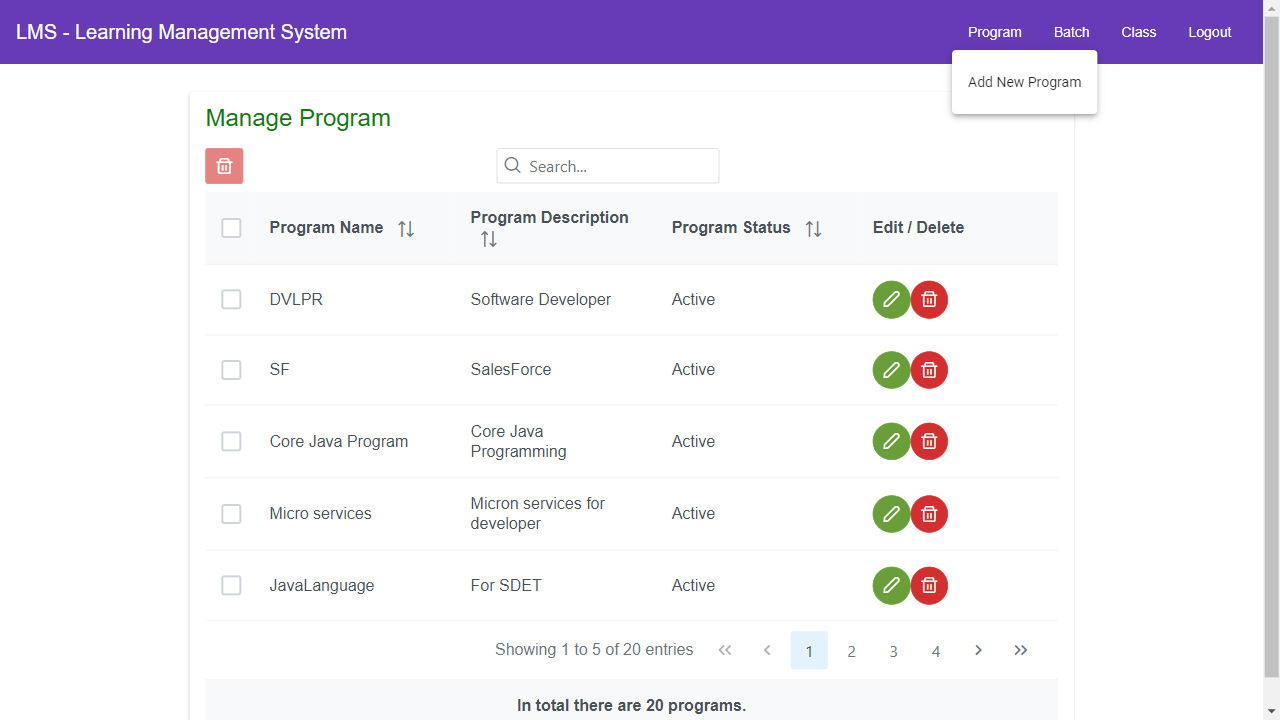 LMS - Learning Management System
Program Batch Class Logout
Add New Program
Manage Program
Search...
Program Name Program Description Program Status Edit / Delete
DVLPR Software Developer Active
SF SalesForce Active
Core Java Program Core Java Programming Active
Micro services Micron services for developer Active
JavaLanguage For SDET Active
Showing 1 to 5 of 20 entries 1 2 3 4
In total there are 20 programs.